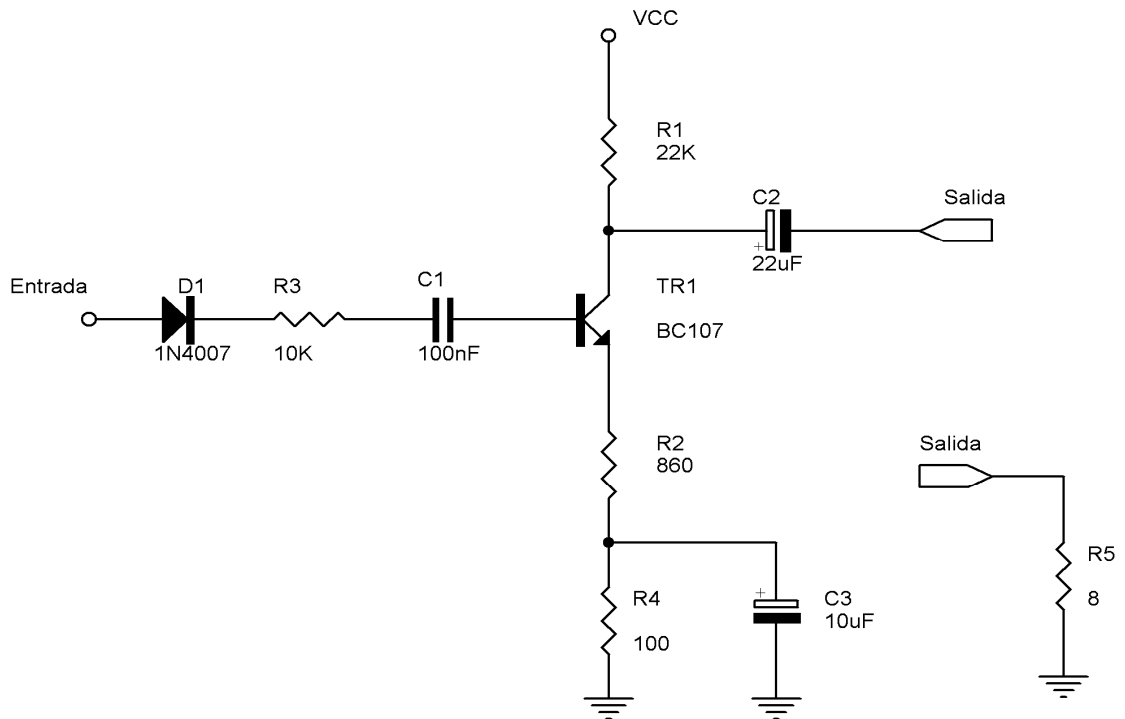 VCC
R1
22K
C2
+
22uF
Salida
Entrada
D1
1N4007
R3
10K
C1
100nF
TR1
BC107
R2
860
Salida
R4
100
+
C3
10uF
R5
8